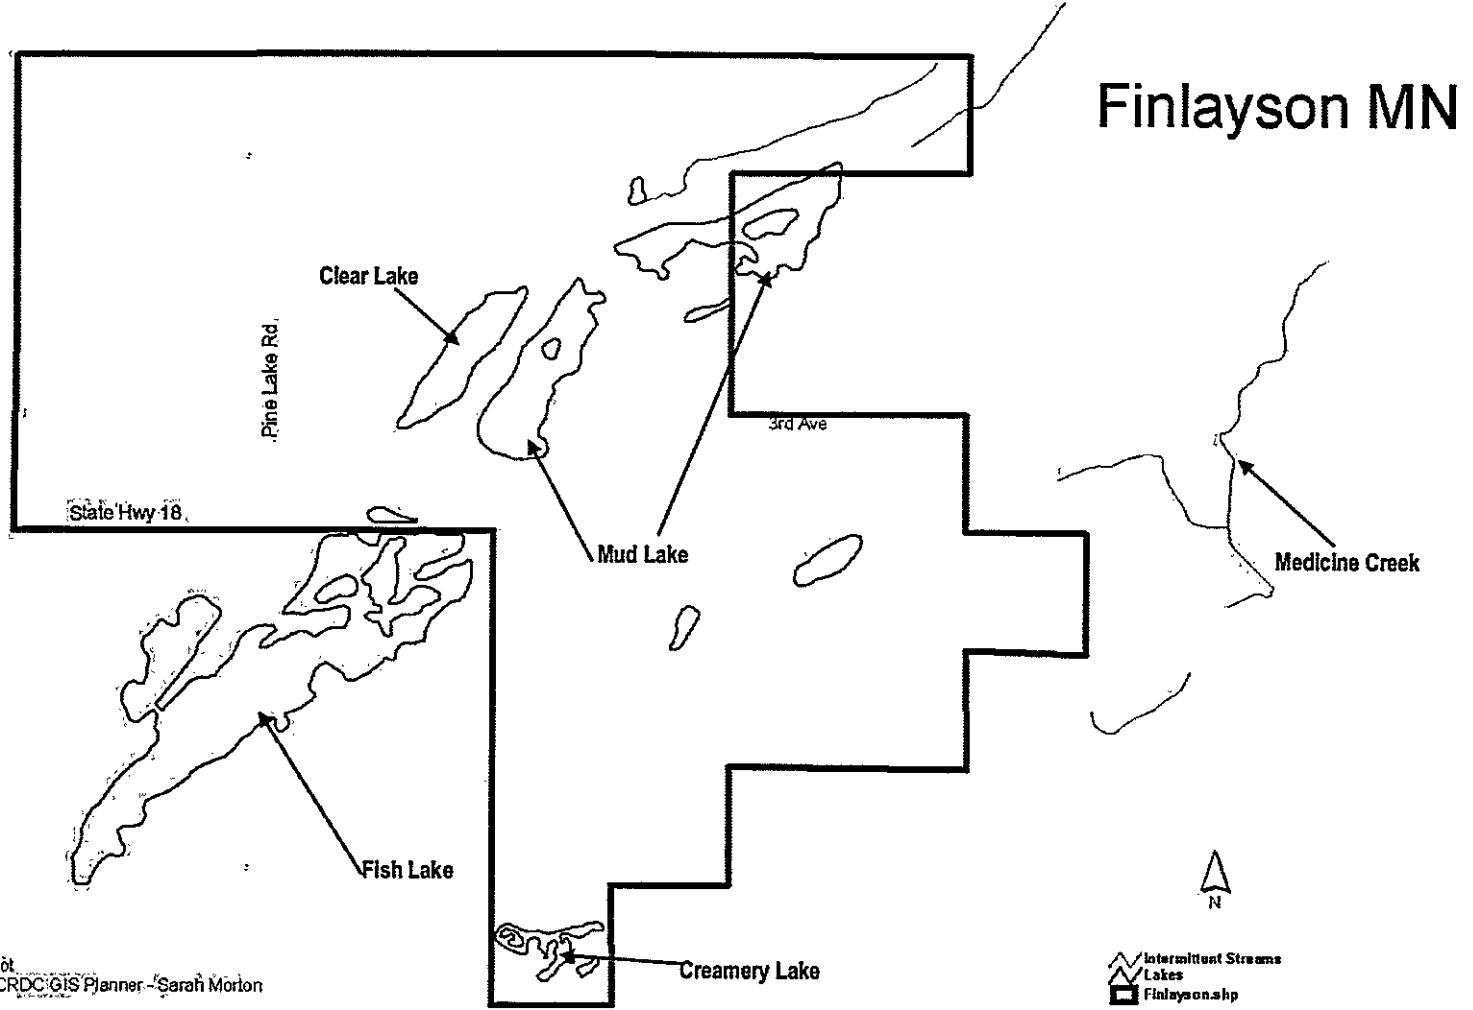 Finlayson MN
Clear Lake
Pine Lake Rd
3rd Ave
State Hwy 18
Mud Lake
Medicine Creek
Fish Lake
N
Creamery Lake
CRDC GIS Planner - Sarah Morton
Intermittent Streams
Lakes
Finlayson.shp